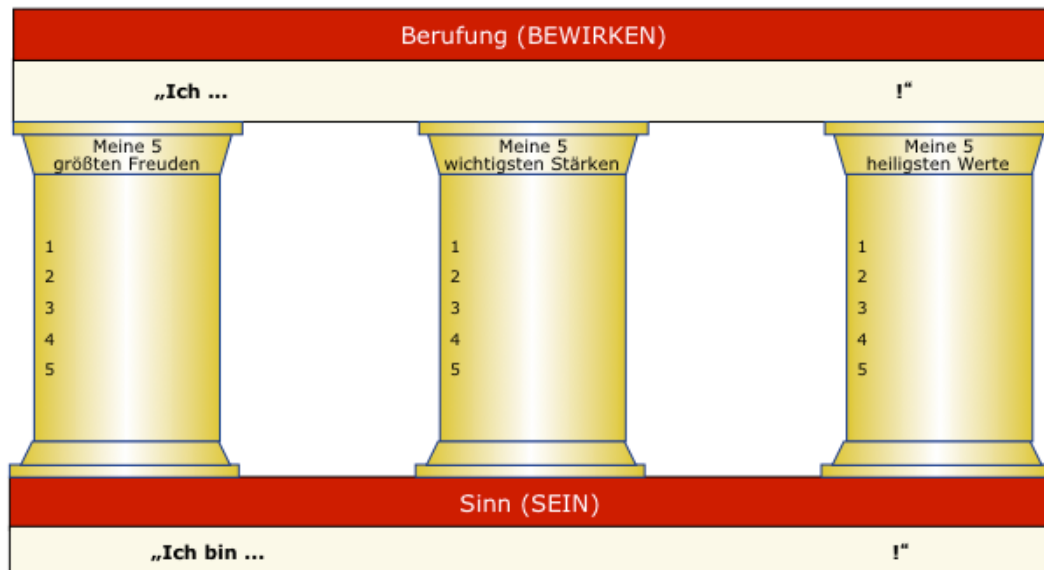 Berufung (BEWIRKEN)
„Ich ... !“
Meine 5
größten Freuden
1
2
3
4
5
Meine 5
wichtigsten Stärken
1
2
3
4
5
Meine 5
heiligsten Werte
1
2
3
4
5
Sinn (SEIN)
„Ich bin ... !“